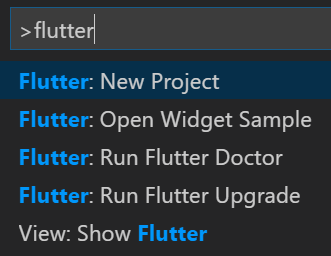 >flutter
Flutter: New Project
Flutter: Open Widget Sample
Flutter: Run Flutter Doctor
Flutter: Run Flutter Upgrade
View: Show Flutter